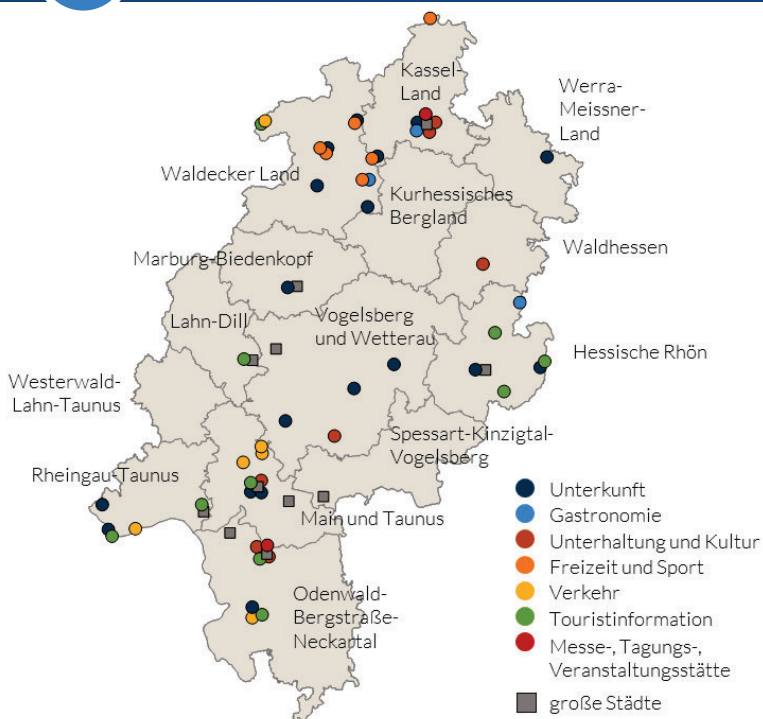 Kassel-
Land
Werra-
Meissner-
Land
Waldecker Land
Kurhessisches
Bergland
Waldhessen
Marburg-Biedenkopf
Lahn-Dill
Vogelsberg
und Wetterau
Hessische Rhön
Westerwald-
Lahn-Taunus
Spessart-Kinzigtal-
Vogelsberg
Rheingau-Taunus
Main und Taunus
Odenwald-
Bergstraße-
Neckartal
Unterkunft
Gastronomie
Unterhaltung und Kultur
Freizeit und Sport
Verkehr
Touristinformation
Messe-, Tagungs-,
Veranstaltungsstätte
große Städte